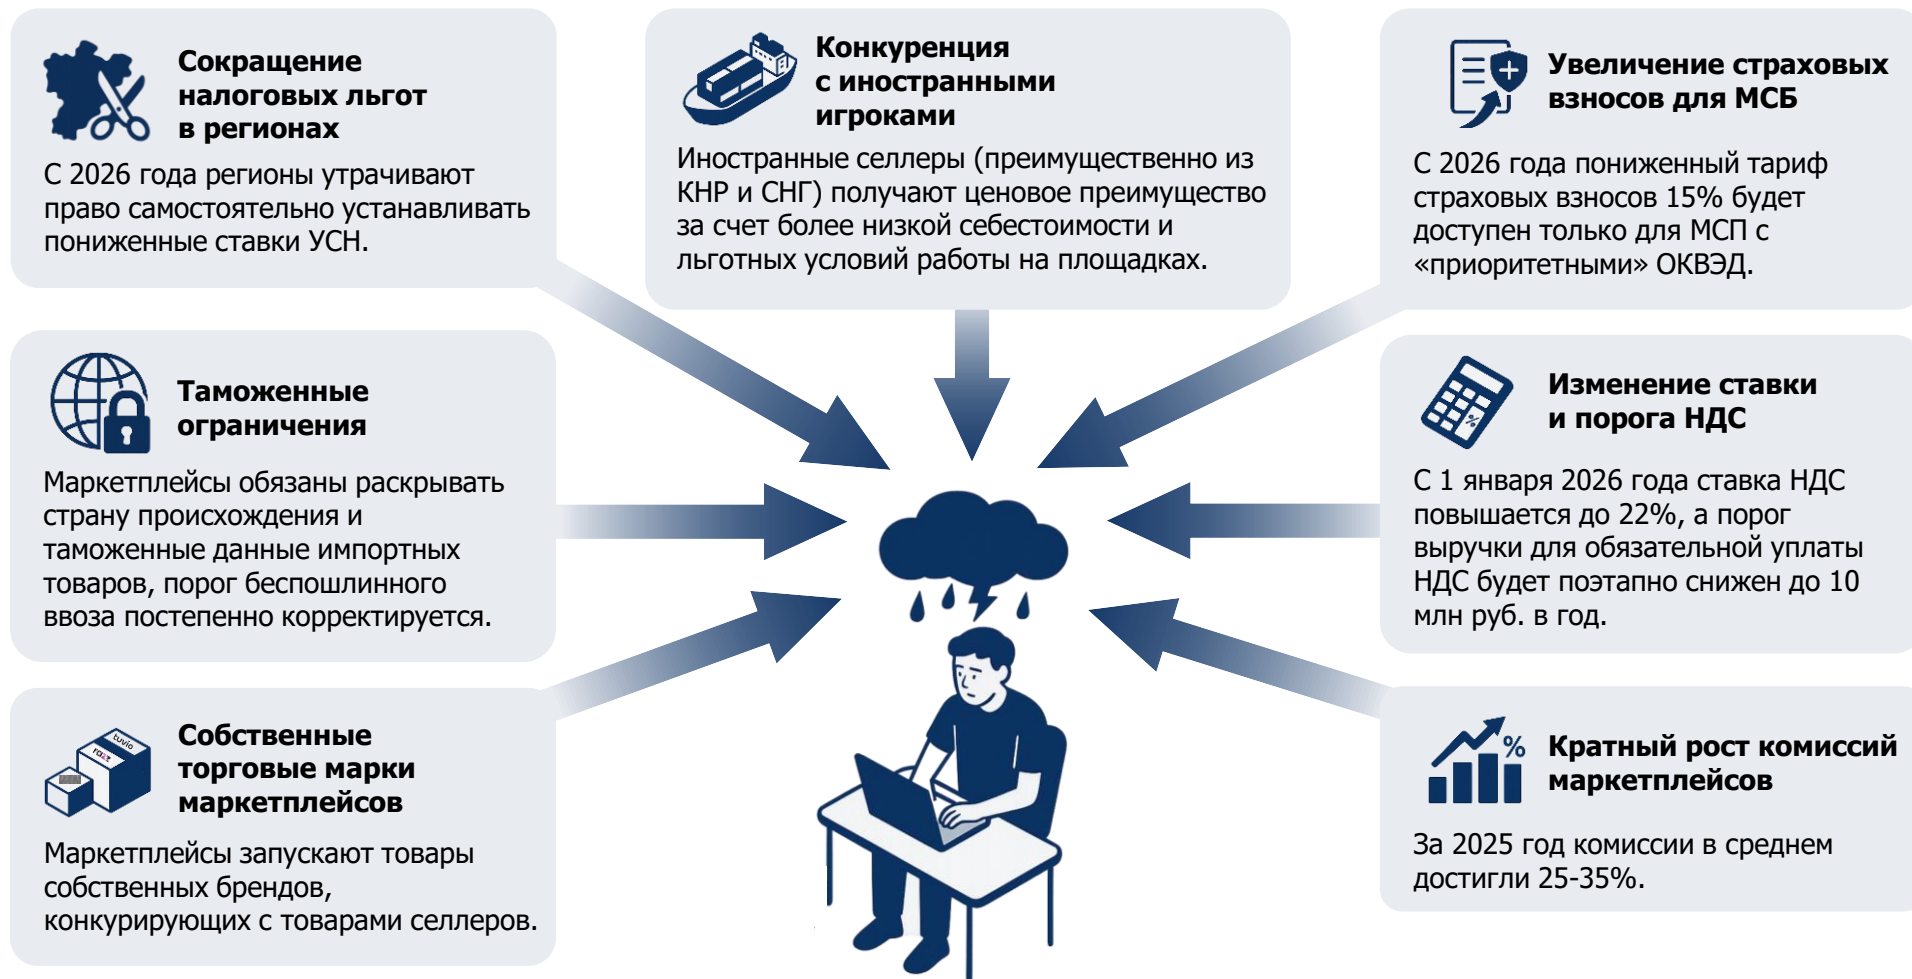 Сокращение
налоговых льгот
в регионах
С 2026 года регионы утрачивают
право самостоятельно устанавливать
пониженные ставки УСН.
Конкуренция
с иностранными
игроками
Иностранные селлеры (преимущественно из
КНР и СНГ) получают ценовое преимущество
за счет более низкой себестоимости и
льготных условий работы на площадках.
Увеличение страховых
взносов для МСБ
С 2026 года пониженный тариф
страховых взносов 15% будет
доступен только для МСП с
«приоритетными» ОКВЭД.
Таможенные
ограничения
Маркетплейсы обязаны раскрывать
страну происхождения и
таможенные данные импортных
товаров, порог беспошлинного
ввоза постепенно корректируется.
%
Изменение ставки
и порога НДС
С 1 января 2026 года ставка НДС
повышается до 22%, а порог
выручки для обязательной уплаты
НДС будет поэтапно снижен до 10
млн руб. в год.
tuvio
Собственные
торговые марки
маркетплейсов
Маркетплейсы запускают товары
собственных брендов,
конкурирующих с товарами селлеров.
%
Кратный рост комиссий
маркетплейсов
За 2025 год комиссии в среднем
достигли 25-35%.